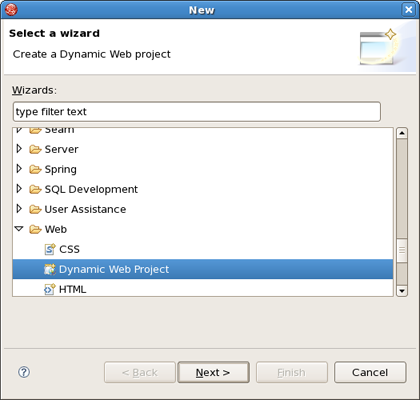 New
Select a wizard
Create a Dynamic Web project
Wizards:
type filter text
Seam
Server
Spring
SQL Development
User Assistance
Web
CSS
Dynamic Web Project
HTML
?
< Back
Next >
Finish
Cancel